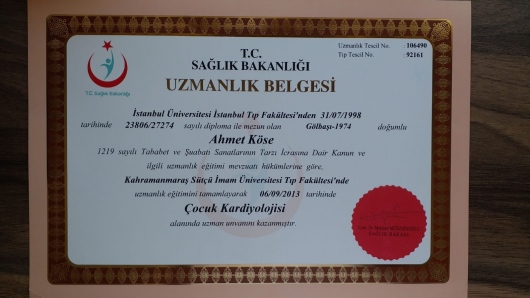 Uzmanlık Tescil No. : 106490
Tıp Tescil No. : 92161
T.C.
SAĞLIK BAKANLIĞI
UZMANLIK BELGESİ
T.C. Sağlık Bakanlığı
İstanbul Üniversitesi İstanbul Tıp Fakültesi'nden 31/07/1998
tarihinde 23806/27274 sayılı diploma ile mezun olan Gölbaşı-1974 doğumlu
Ahmet Köse
1219 sayılı Tababet ve Şuabatı Sanatlarının Tarzı İcrasına Dair Kanun ve
ilgili uzmanlık eğitimi mevzuatı hükümlerine göre,
Kahramanmaraş Sütçü İmam Üniversitesi Tıp Fakültesi'nde
uzmanlık eğitimini tamamlayarak 06/09/2013 tarihinde
Çocuk Kardiyolojisi
alanında uzman unvanını kazanmıştır.